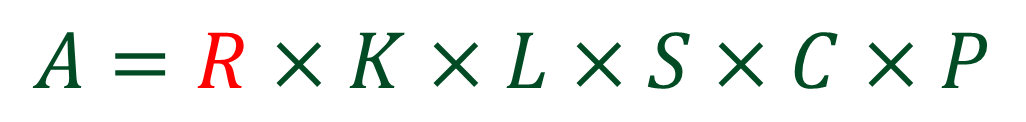 A = R × K × L × S × C × P